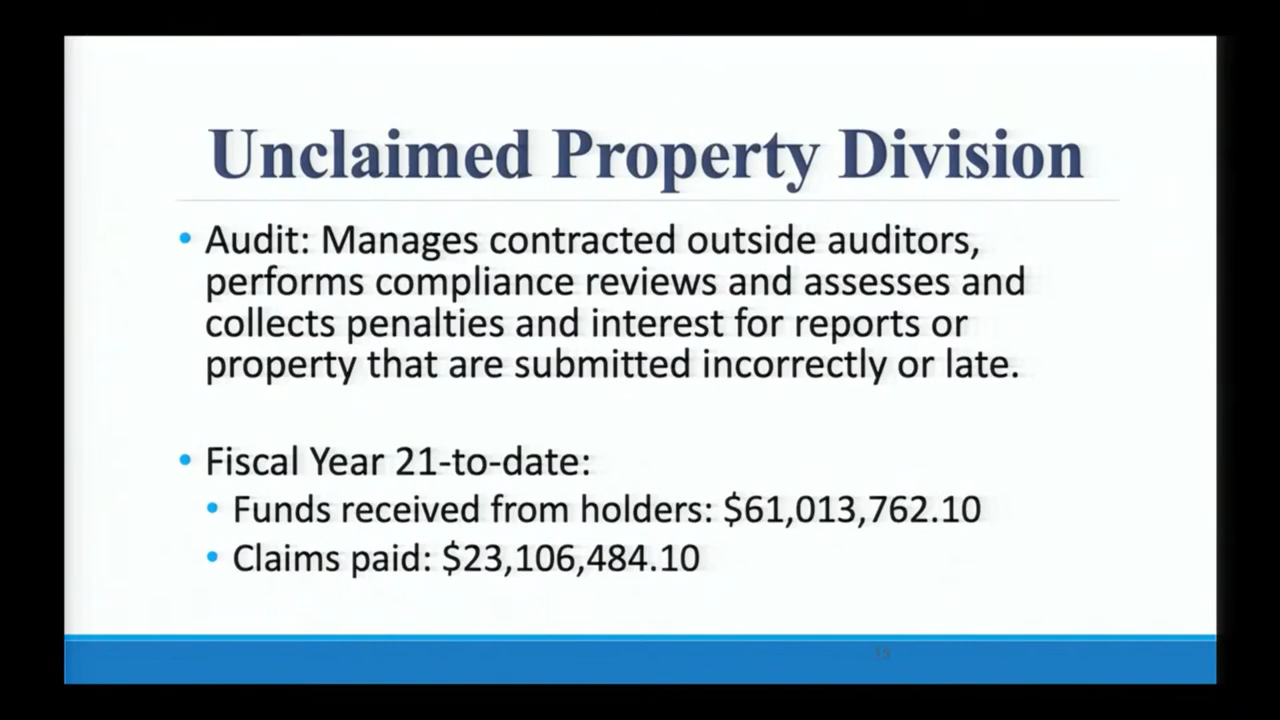 Unclaimed Property Division
• Audit: Manages contracted outside auditors,
performs compliance reviews and assesses and
collects penalties and interest for reports or
property that are submitted incorrectly or late.
• Fiscal Year 21-to-date:
• Funds received from holders: $61,013,762.10
• Claims paid: $23,106,484.10